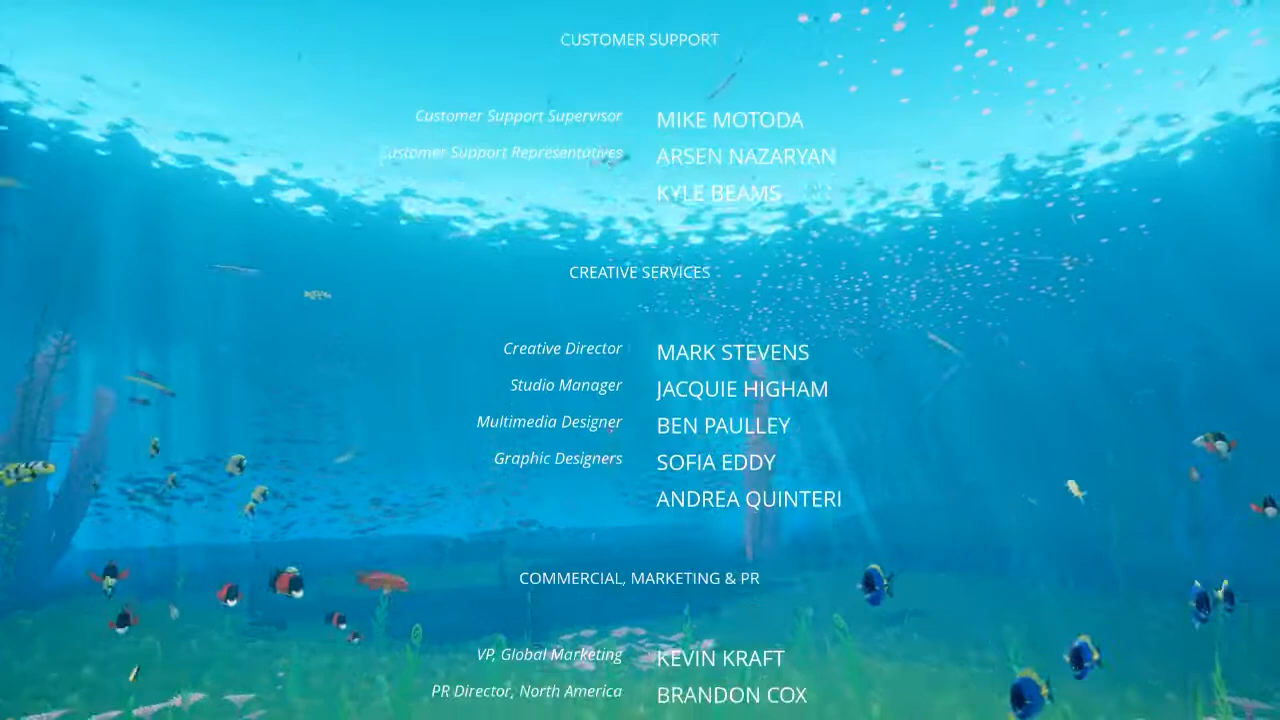 CUSTOMER SUPPORT
Customer Support Supervisor MIKE MOTODA
Customer Support Representatives ARSEN NAZARYAN
KYLE BEAMS
CREATIVE SERVICES
Creative Director MARK STEVENS
Studio Manager JACQUIE HIGHAM
Multimedia Designer BEN PAULLEY
Graphic Designers SOFIA EDDY
ANDREA QUINTERI
COMMERCIAL, MARKETING & PR
VP, Global Marketing KEVIN KRAFT
PR Director, North America BRANDON COX